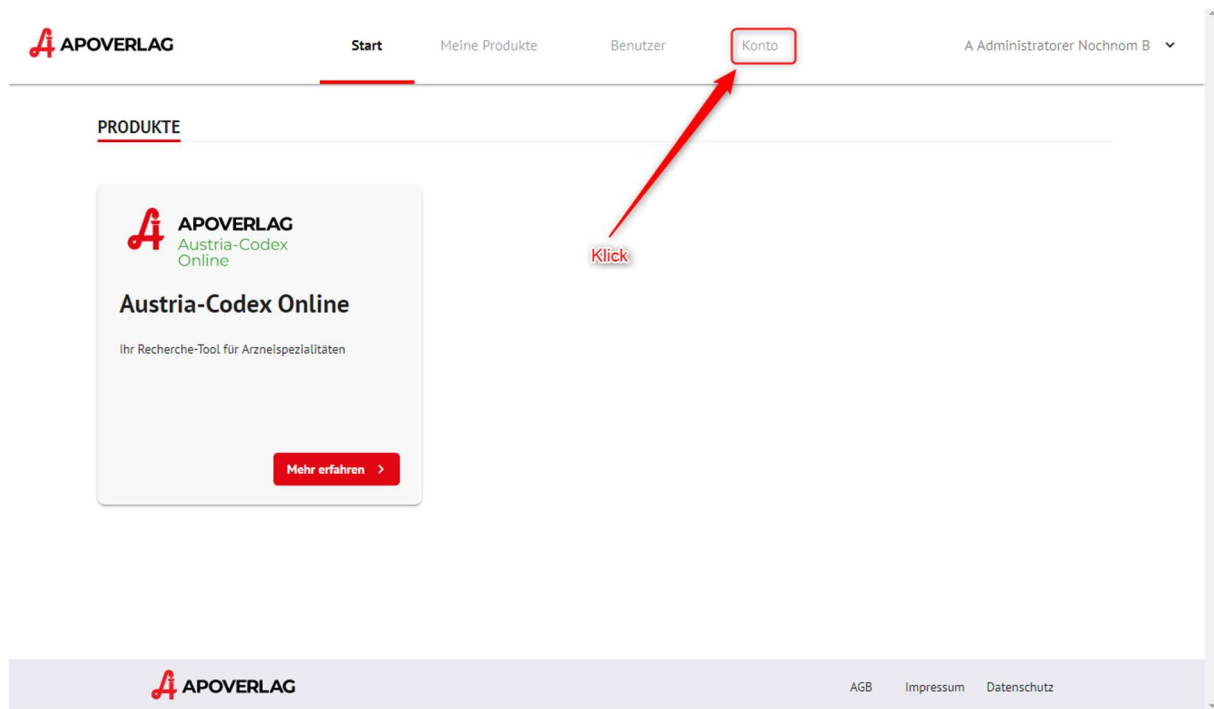 APOVERLAG
Start
Meine Produkte
Benutzer
Konto
A Administratorer Nochnom B
PRODUKTE
Klick
APOVERLAG
Austria-Codex
Online
Austria-Codex Online
Ihr Recherche-Tool für Arzneispezialitäten
Mehr erfahren
APOVERLAG
AGB
Impressum
Datenschutz